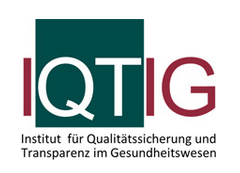 IQTIG
Institut für Qualitätssicherung und
Transparenz im Gesundheitswesen